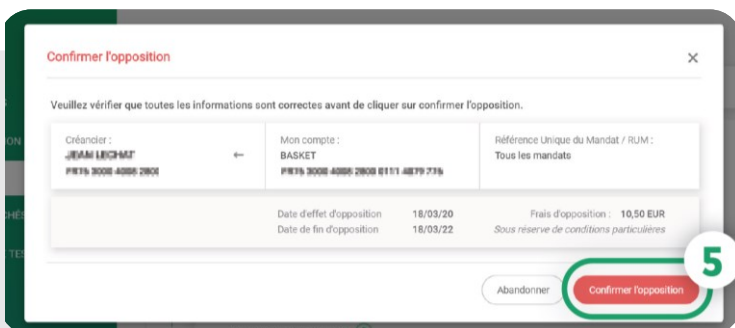 Confirmer l'opposition
×
Veuillez vérifier que toutes les informations sont correctes avant de cliquer sur confirmer l'opposition.
Créancier :
←
Mon compte :
BASKET
Référence Unique du Mandat / RUM :
Tous les mandats
Date d'effet d'opposition 18/03/20
Frais d'opposition : 10,50 EUR
Date de fin d'opposition 18/03/22
Sous réserve de conditions particulières
Abandonner
Confirmer l'opposition
5